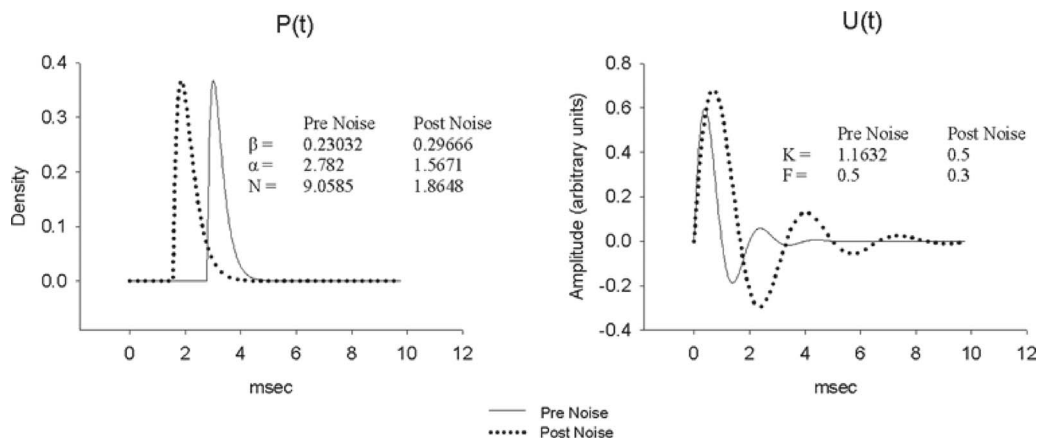 P(t)
0.4
0.3
0.2
0.1
0.0
Density
Pre Noise Post Noise
β = 0.23032 0.29666
α = 2.782 1.5671
N = 9.0585 1.8648
0 2 4 6 8 10 12
msec
U(t)
0.8
0.6
0.4
0.2
0.0
-0.2
-0.4
Amplitude (arbitrary units)
Pre Noise Post Noise
K = 1.1632 0.5
F = 0.5 0.3
0 2 4 6 8 10 12
msec
Pre Noise
Post Noise